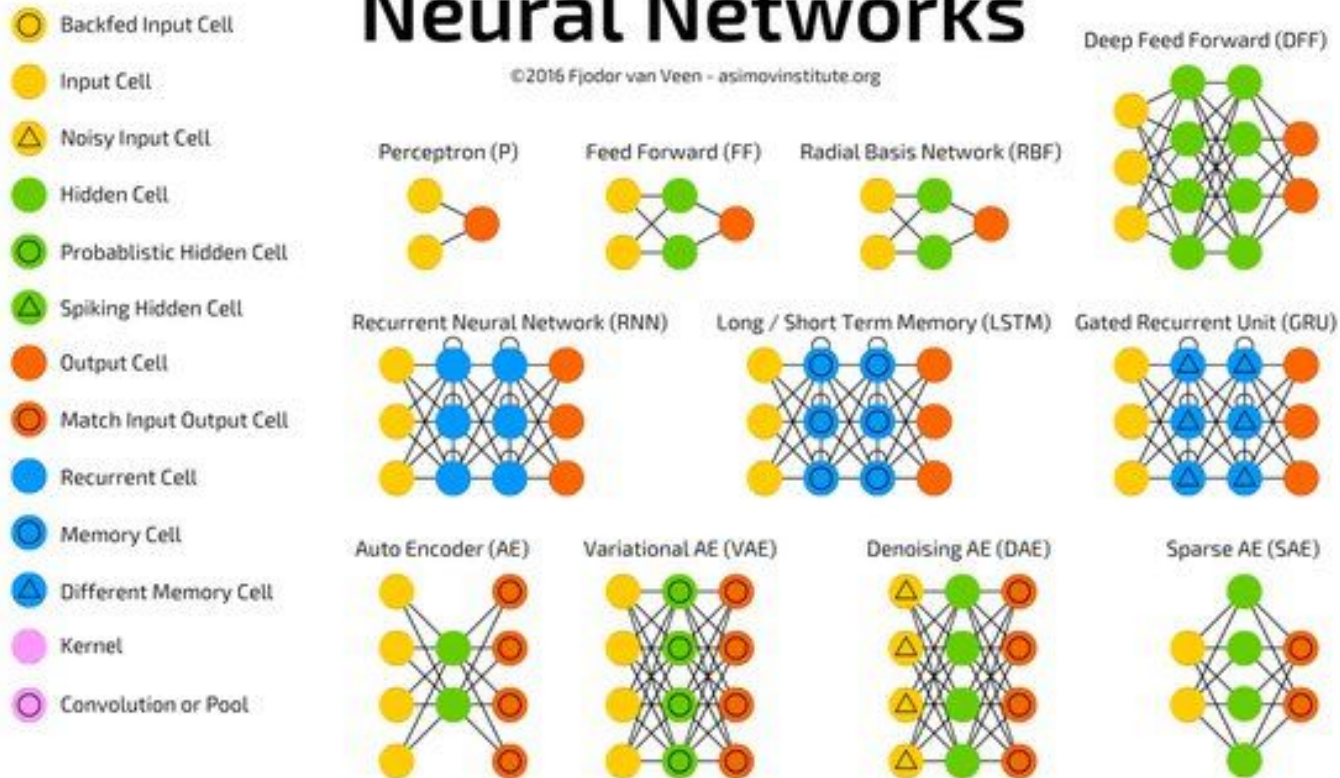 Neural Networks
©2016 Fjodor van Veen - asimovinstitute.org
Backfed Input Cell
Input Cell
Noisy Input Cell
Hidden Cell
Probablistic Hidden Cell
Spiking Hidden Cell
Output Cell
Match Input Output Cell
Recurrent Cell
Memory Cell
Different Memory Cell
Kernel
Convolution or Pool
Deep Feed Forward (DFF)
Perceptron (P)
Feed Forward (FF)
Radial Basis Network (RBF)
Recurrent Neural Network (RNN)
Long / Short Term Memory (LSTM)
Gated Recurrent Unit (GRU)
Auto Encoder (AE)
Variational AE (VAE)
Denoising AE (DAE)
Sparse AE (SAE)